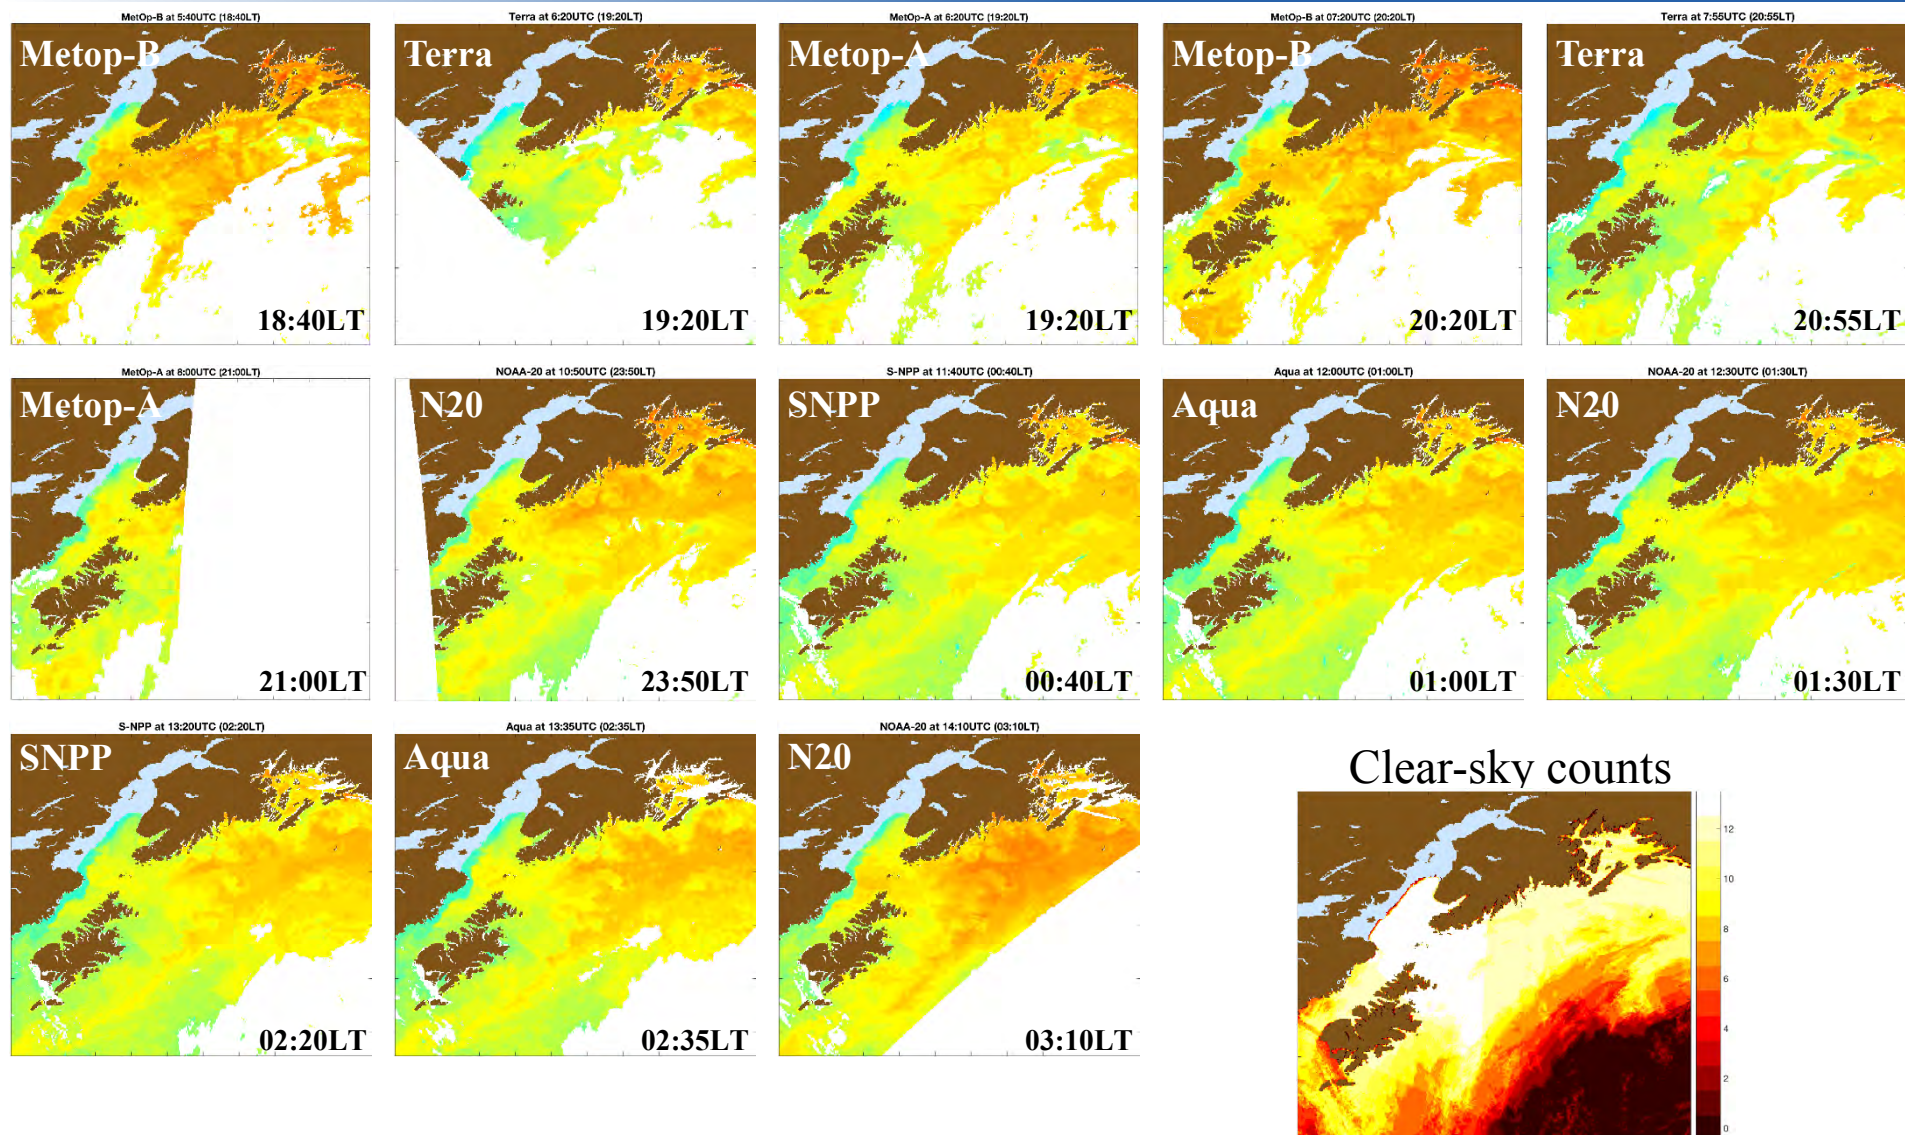 MetOp-B at 5:40UTC (18:40LT)
Metop-B
18:40LT
Terra at 6:20UTC (19:20LT)
Terra
19:20LT
MetOp-A at 6:20UTC (19:20LT)
Metop-A
19:20LT
MetOp-B at 07:20UTC (20:20LT)
Metop-B
20:20LT
Terra at 7:55UTC (20:55LT)
Terra
20:55LT
MetOp-A at 8:00UTC (21:00LT)
Metop-A
21:00LT
NOAA-20 at 10:50UTC (23:50LT)
N20
23:50LT
S-NPP at 11:40UTC (00:40LT)
SNPP
00:40LT
Aqua at 12:00UTC (01:00LT)
Aqua
01:00LT
NOAA-20 at 12:30UTC (01:30LT)
N20
01:30LT
S-NPP at 13:20UTC (02:20LT)
SNPP
02:20LT
Aqua at 13:35UTC (02:35LT)
Aqua
02:35LT
NOAA-20 at 14:10UTC (03:10LT)
N20
03:10LT
Clear-sky counts
12
10
8
6
4
2
0